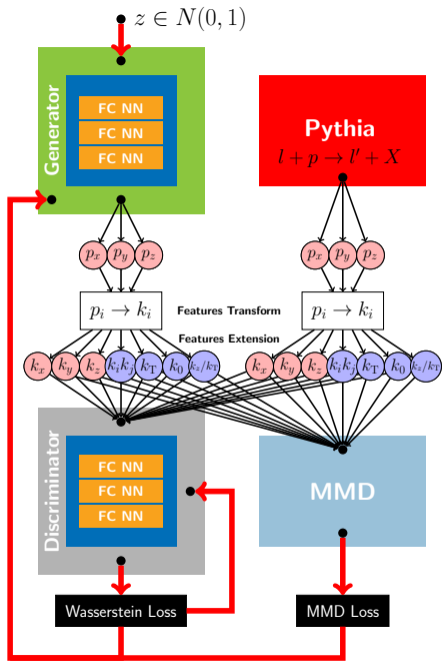 z ∈ N(0, 1)
Generator
FC NN
FC NN
FC NN
Pythia
l + p → l′ + X
p_x p_y p_z
p_x p_y p_z
p_i → k_i
Features Transform
p_i → k_i
Features Extension
k_x k_y k_z k_ik_j k_T k_0 k_z/k_T
k_x k_y k_z k_ik_j k_T k_0 k_z/k_T
Discriminator
FC NN
FC NN
FC NN
MMD
Wasserstein Loss
MMD Loss